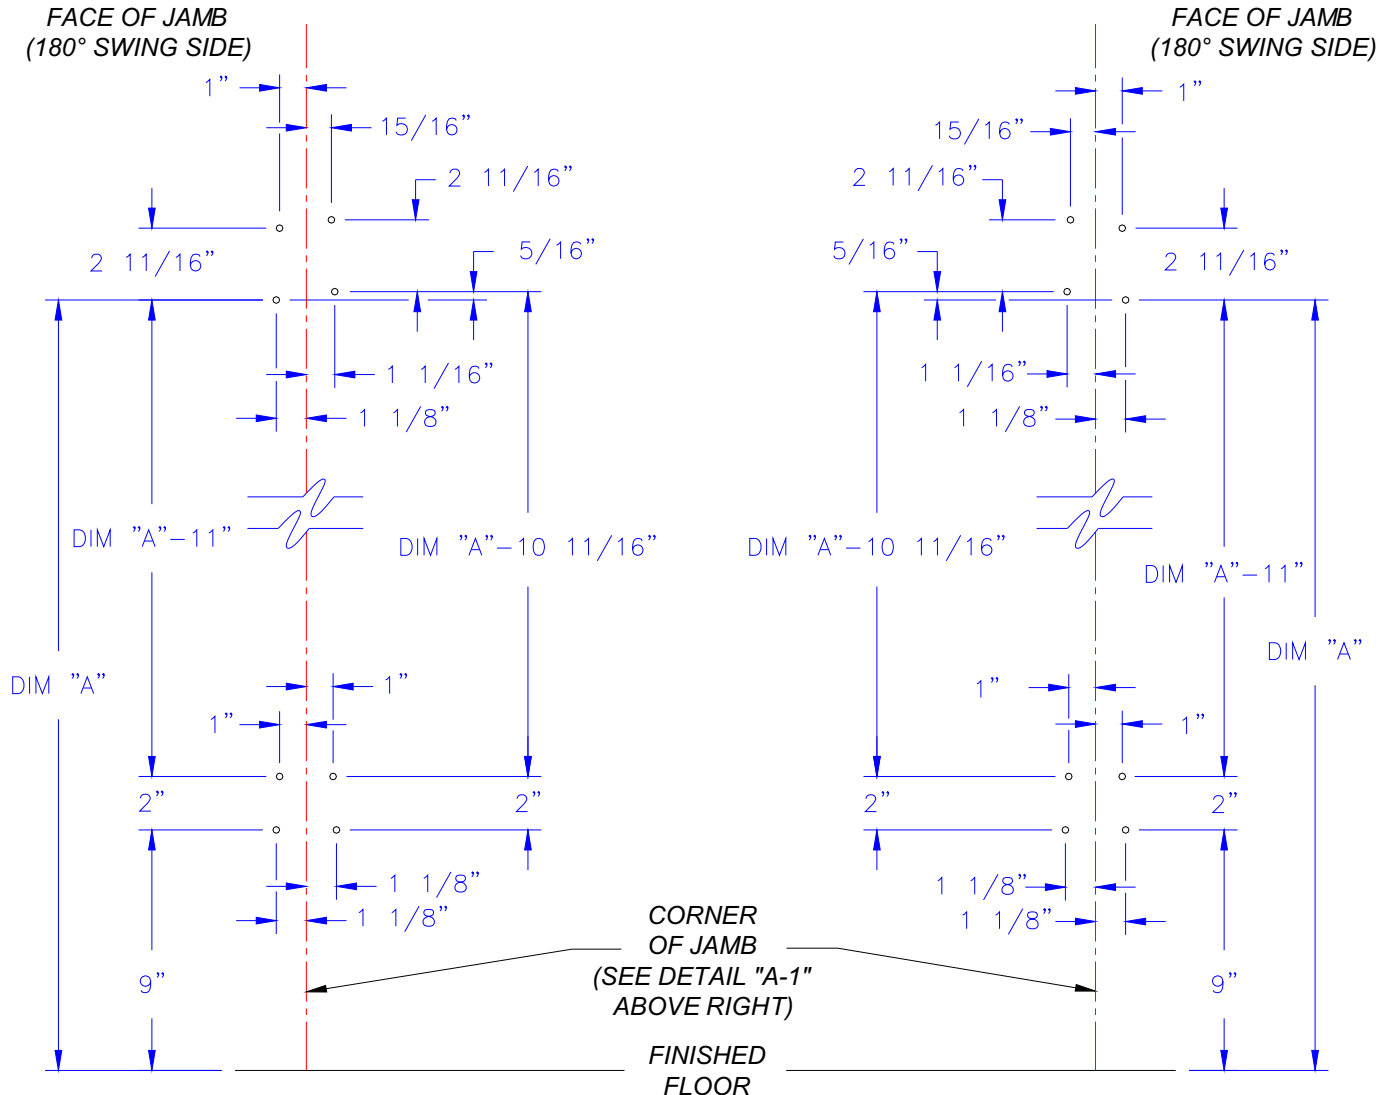 FACE OF JAMB
(180° SWING SIDE)
FACE OF JAMB
(180° SWING SIDE)
1”
1”
15/16”
15/16”
2 11/16”
2 11/16”
5/16”
5/16”
2 11/16”
2 11/16”
1 1/16”
1 1/16”
1 1/8”
1 1/8”
DIM ”A”-11”
DIM ”A”-10 11/16”
DIM ”A”-10 11/16”
DIM ”A”-11”
DIM ”A”
DIM ”A”
1”
1”
1”
1”
2”
2”
2”
2”
1 1/8”
1 1/8”
1 1/8”
1 1/8”
CORNER
OF JAMB
(SEE DETAIL "A-1"
ABOVE RIGHT)
9”
9”
FINISHED
FLOOR